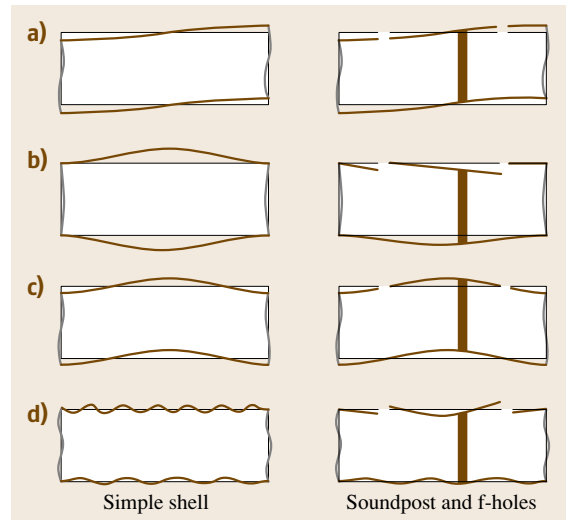 a)
b)
c)
d)
Simple shell
Soundpost and f-holes